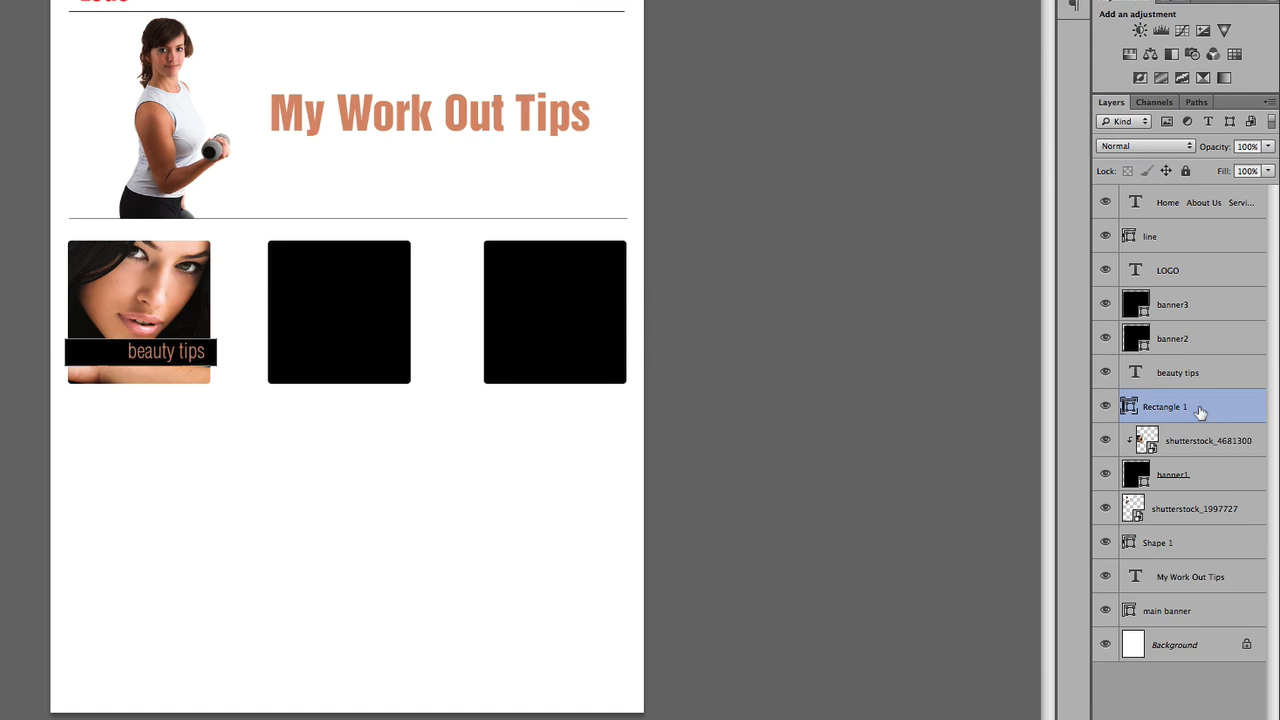 Add an adjustment
My Work Out Tips
Layers Channels Paths
Kind
Normal Opacity: 100%
Lock: Fill: 100%
Home About Us Servi...
line
LOGO
banner3
banner2
beauty tips
beauty tips
Rectangle 1
shutterstock_4681300
banner1
shutterstock_1997727
Shape 1
My Work Out Tips
main banner
Background